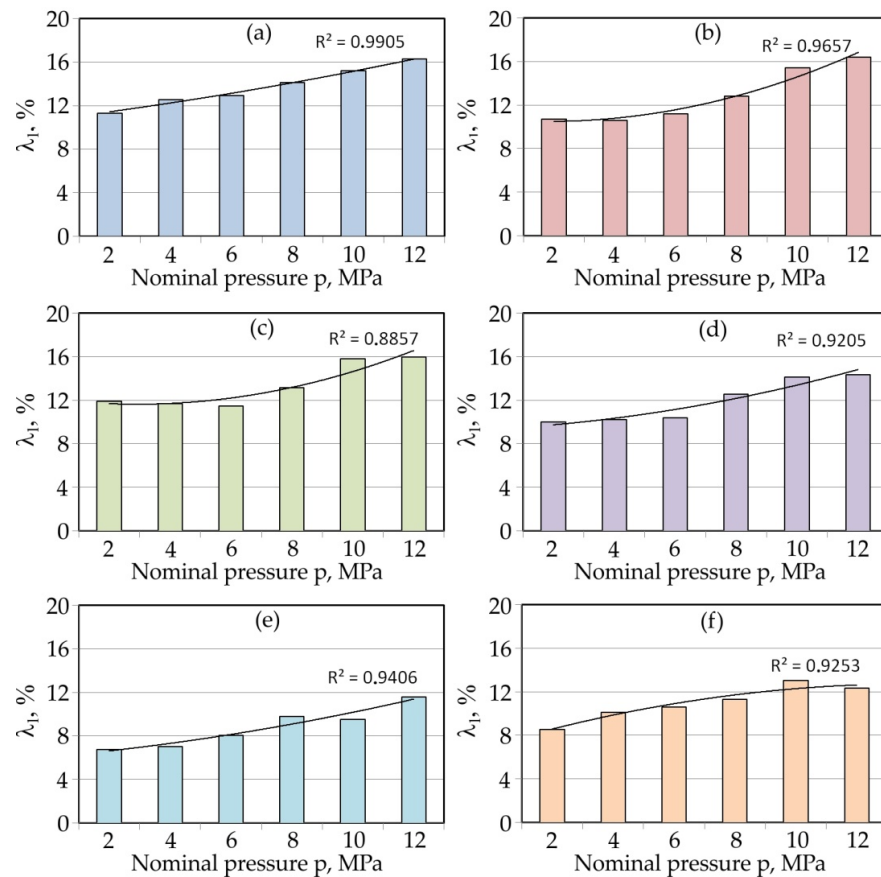 (a)
R² = 0.9905
λ₁, %
20
16
12
8
4
0
2 4 6 8 10 12
Nominal pressure p, MPa
(b)
R² = 0.9657
λ₁, %
20
16
12
8
4
0
2 4 6 8 10 12
Nominal pressure p, MPa
(c)
R² = 0.8857
λ₁, %
20
16
12
8
4
0
2 4 6 8 10 12
Nominal pressure p, MPa
(d)
R² = 0.9205
λ₁, %
20
16
12
8
4
0
2 4 6 8 10 12
Nominal pressure p, MPa
(e)
R² = 0.9406
λ₁, %
20
16
12
8
4
0
2 4 6 8 10 12
Nominal pressure p, MPa
(f)
R² = 0.9253
λ₁, %
20
16
12
8
4
0
2 4 6 8 10 12
Nominal pressure p, MPa